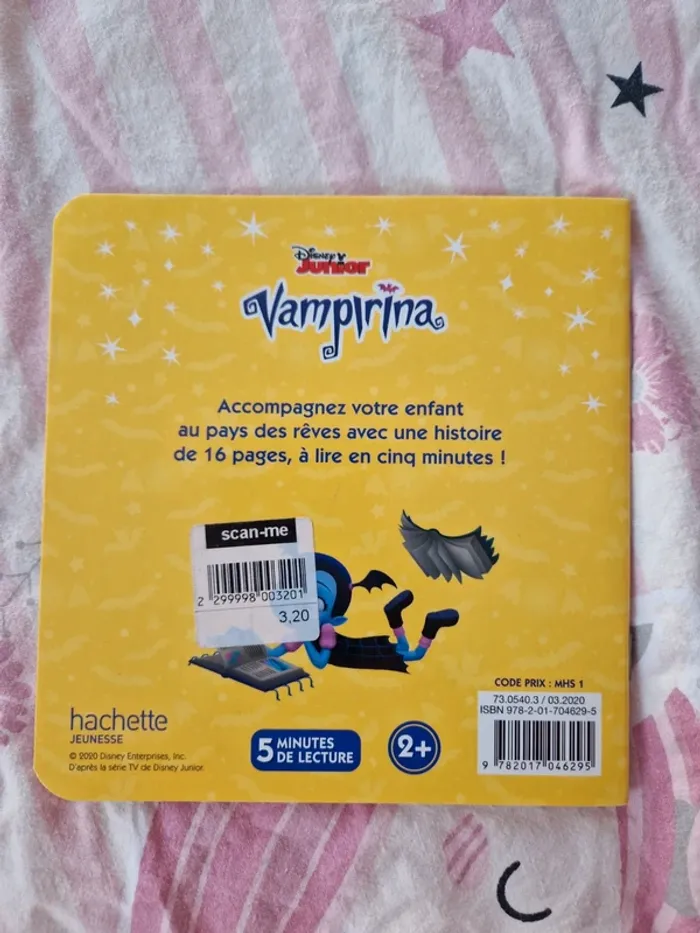 Disney
Junior
Vampirina
Accompagnez votre enfant
au pays des rêves avec une histoire
de 16 pages, à lire en cinq minutes !
scan-me
2 299998 003201
3,20
CODE PRIX : MHS 1
73.0540.3 / 03.2020
ISBN 978-2-01-704629-5
9 782017 046295
hachette
JEUNESSE
© 2020 Disney Enterprises, Inc.
D'après la série TV de Disney Junior.
5 MINUTES
DE LECTURE
2+